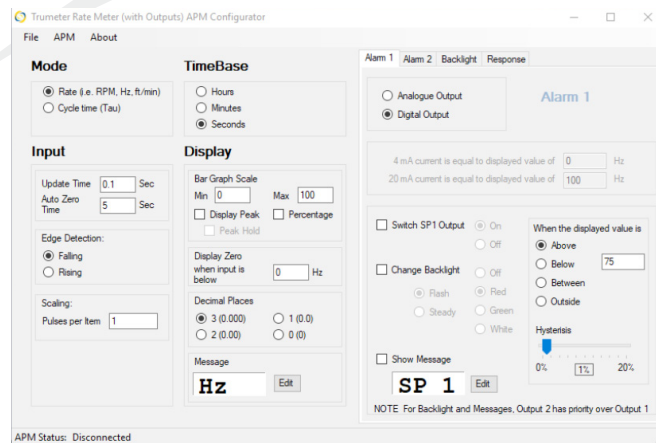 Trumeter Rate Meter (with Outputs) APM Configurator
File APM About
Mode
Rate (i.e. RPM, Hz, ft/min)
Cycle time (Tau)
TimeBase
Hours
Minutes
Seconds
Input
Update Time 0.1 Sec
Auto Zero Time 5 Sec
Edge Detection:
Falling
Rising
Scaling:
Pulses per Item 1
Display
Bar Graph Scale
Min 0 Max 100
Display Peak Percentage
Peak Hold
Display Zero
when input is
below 0 Hz
Decimal Places
3 (0.000) 1 (0.0)
2 (0.00) 0 (0)
Message
Hz Edit
Alarm 1 Alarm 2 Backlight Response
Analogue Output
Digital Output
Alarm 1
4 mA current is equal to displayed value of 0 Hz
20 mA current is equal to displayed value of 100 Hz
Switch SP1 Output On
Off
Change Backlight Off
Flash Red
Steady Green
White
Show Message
SP 1 Edit
When the displayed value is
Above
Below 75
Between
Outside
Hysterisis
0% 1% 20%
NOTE For Backlight and Messages, Output 2 has priority over Output 1
APM Status: Disconnected